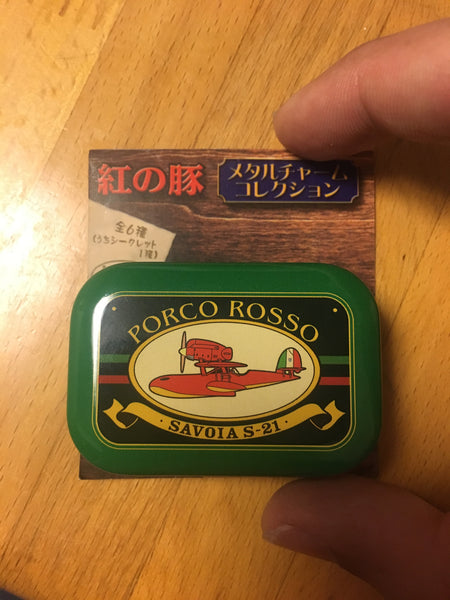 紅の豚
メタルチャーム
コレクション
全6種
(うちシークレット
1種)
PORCO ROSSO
SAVOIA S-21